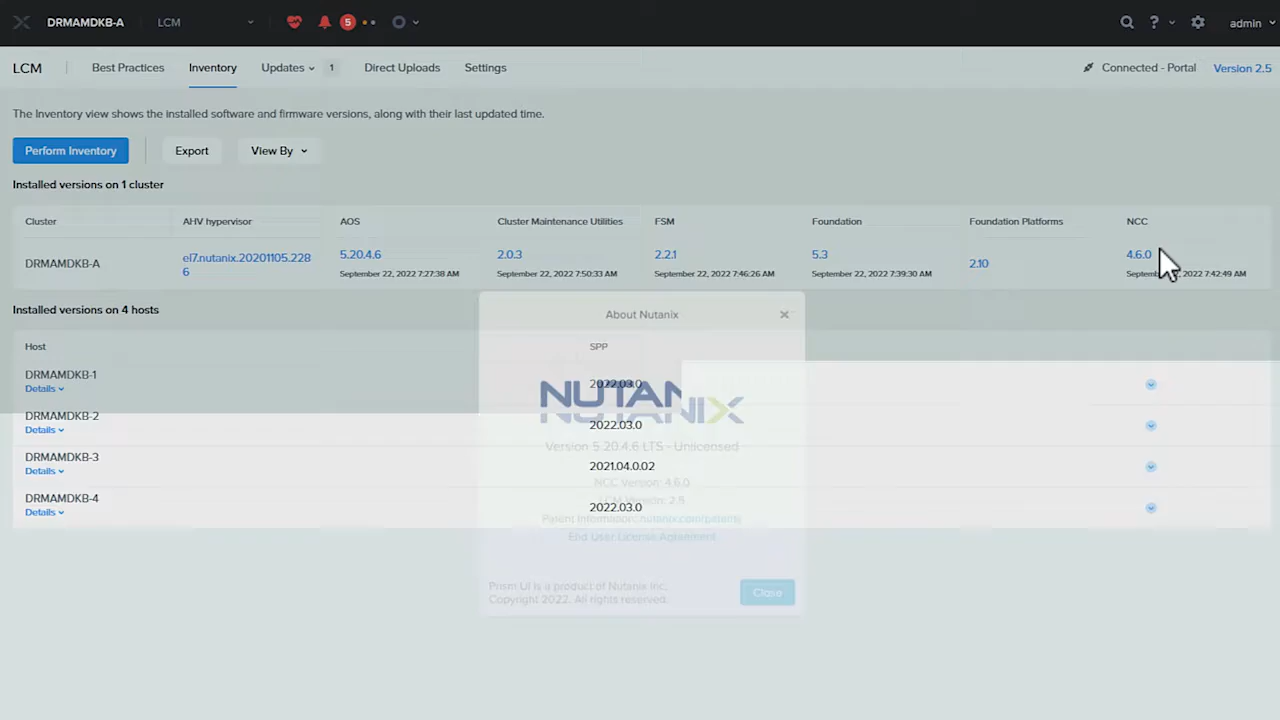 DRMAMDKB-A
LCM
5
?
admin
LCM
Best Practices
Inventory
Updates
1
Direct Uploads
Settings
Connected - Portal
Version 2.5
The Inventory view shows the installed software and firmware versions, along with their last updated time.
Perform Inventory
Export
View By
Installed versions on 1 cluster
Cluster
AHV hypervisor
AOS
Cluster Maintenance Utilities
FSM
Foundation
Foundation Platforms
NCC
DRMAMDKB-A
el7.nutanix.20201105.228
6
5.20.4.6
September 22, 2022 7:27:38 AM
2.0.3
September 22, 2022 7:50:33 AM
2.2.1
September 22, 2022 7:46:26 AM
5.3
September 22, 2022 7:39:30 AM
2.10
4.6.0
2022 7:42:49 AM
Installed versions on 4 hosts
Host
SPP
DRMAMDKB-1
Details
2022.03.0
DRMAMDKB-2
Details
2022.03.0
DRMAMDKB-3
Details
2021.04.0.02
DRMAMDKB-4
Details
2022.03.0
About Nutanix
NUTANIX
Version 5.20.4.6 LTS - Unlicensed
NCC Version: 4.6.0
LCM Version: 2.5
Patent Information: nutanix.com/patents
End User License Agreement
Prism UI is a product of Nutanix Inc.
Copyright 2022. All rights reserved.
Close